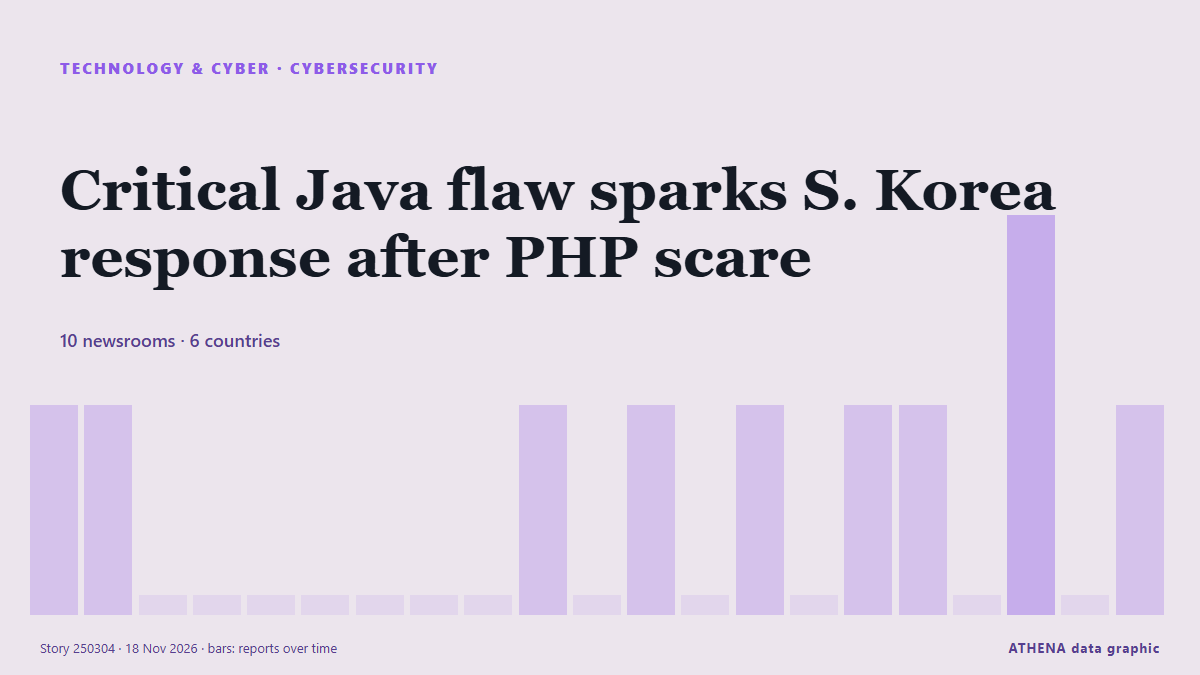 TECHNOLOGY & CYBER · CYBERSECURITY
Critical Java flaw sparks S. Korea
response after PHP scare
10 newsrooms · 6 countries
Story 250304 · 18 Nov 2026 · bars: reports over time
ATHENA data graphic